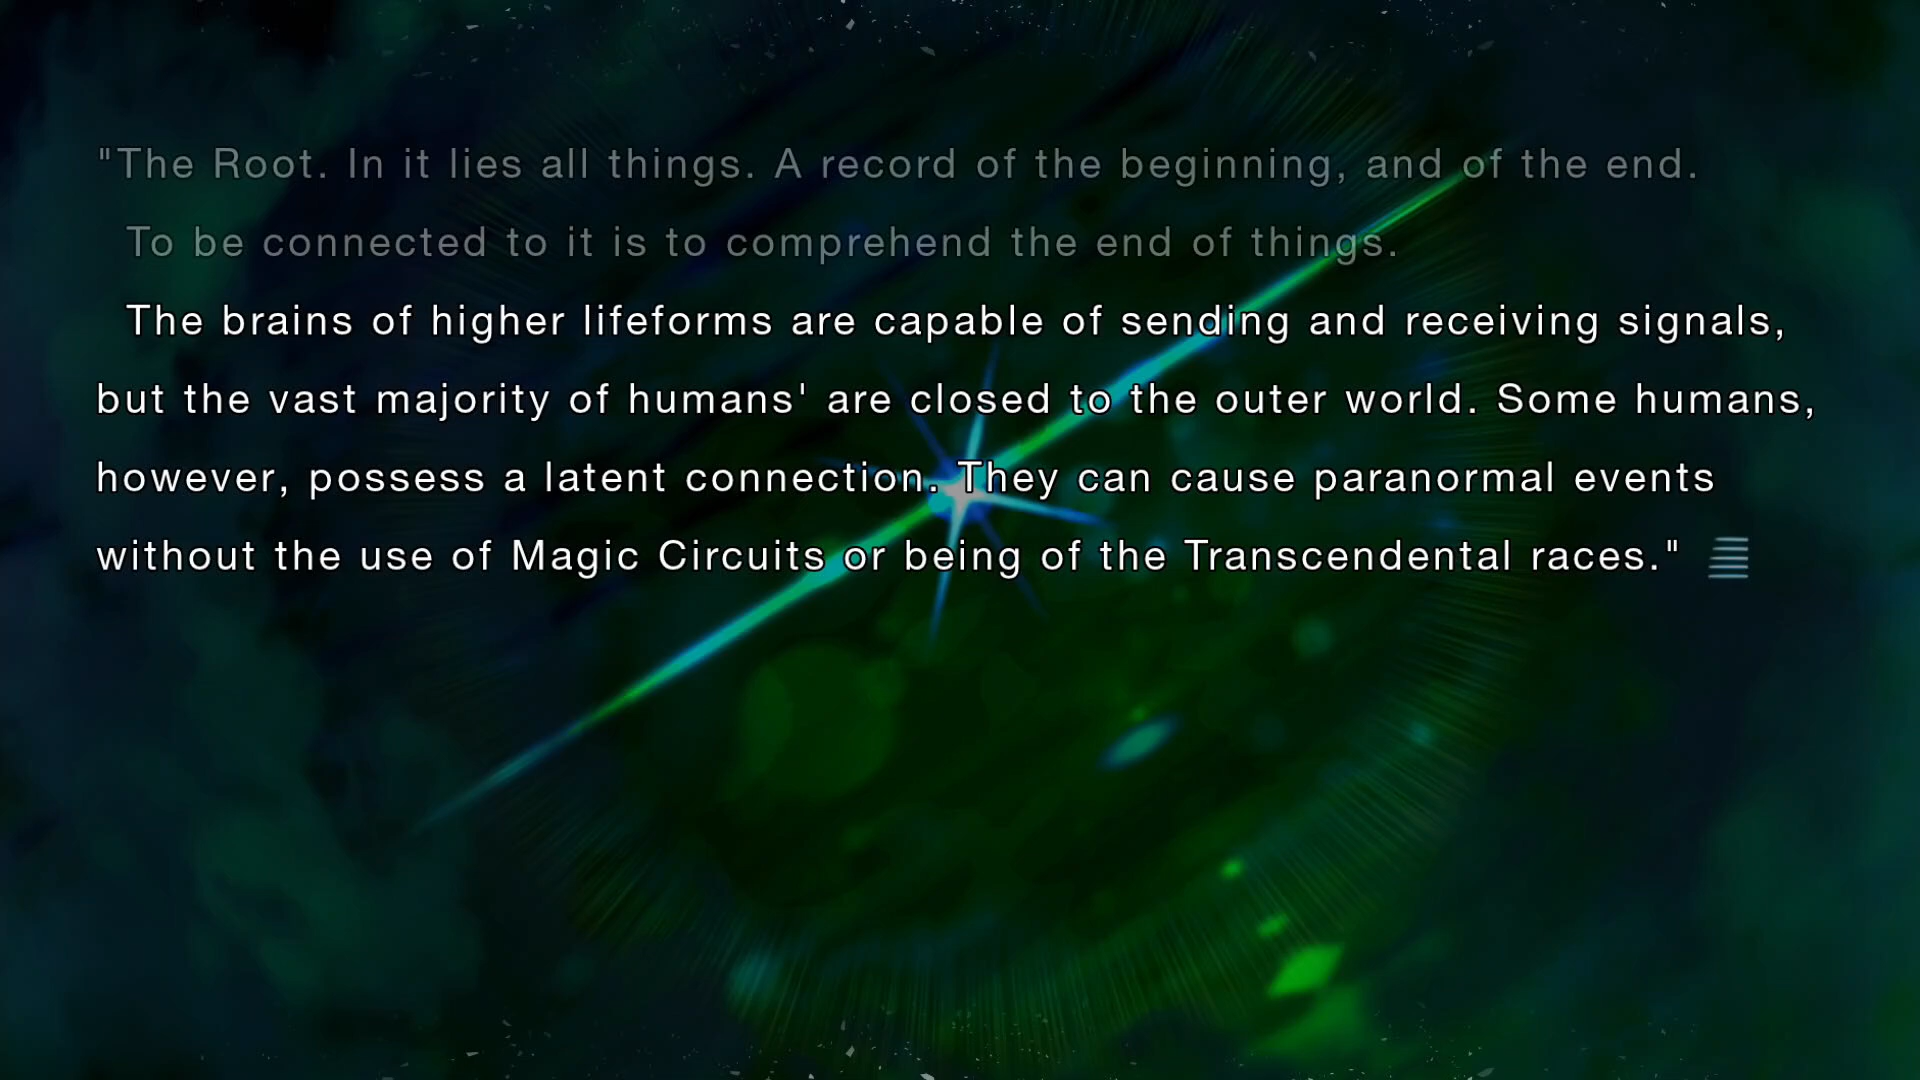 "The Root. In it lies all things. A record of the beginning, and of the end.
To be connected to it is to comprehend the end of things.
The brains of higher lifeforms are capable of sending and receiving signals,
but the vast majority of humans' are closed to the outer world. Some humans,
however, possess a latent connection. They can cause paranormal events
without the use of Magic Circuits or being of the Transcendental races."